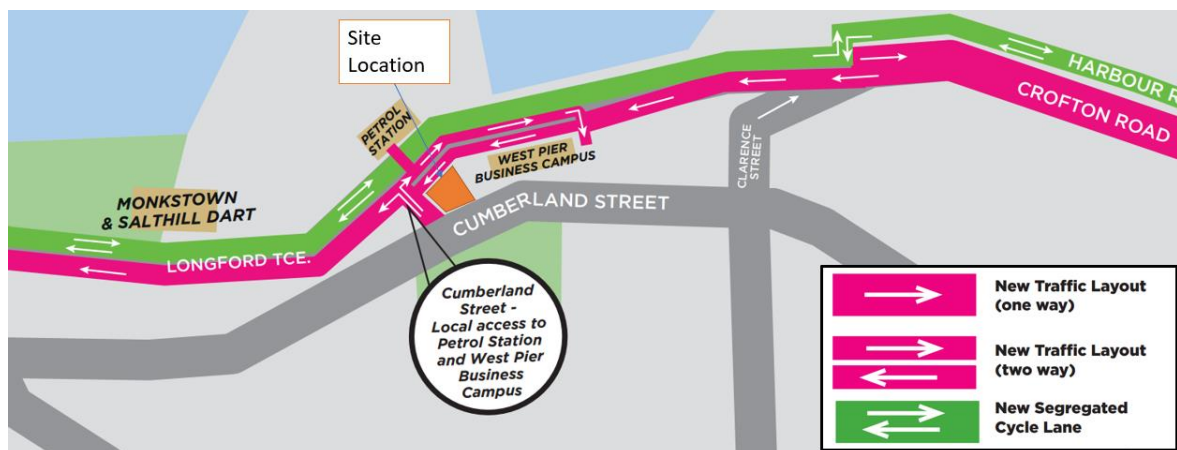 Site
Location
PETROL
STATION
WEST PIER
BUSINESS CAMPUS
MONKSTOWN
& SALTHILL DART
LONGFORD TCE.
CUMBERLAND STREET
CLARENCE
STREET
HARBOUR R
CROFTON ROAD
Cumberland
Street -
Local access to
Petrol Station
and West Pier
Business
Campus
New Traffic Layout
(one way)
New Traffic Layout
(two way)
New Segregated
Cycle Lane